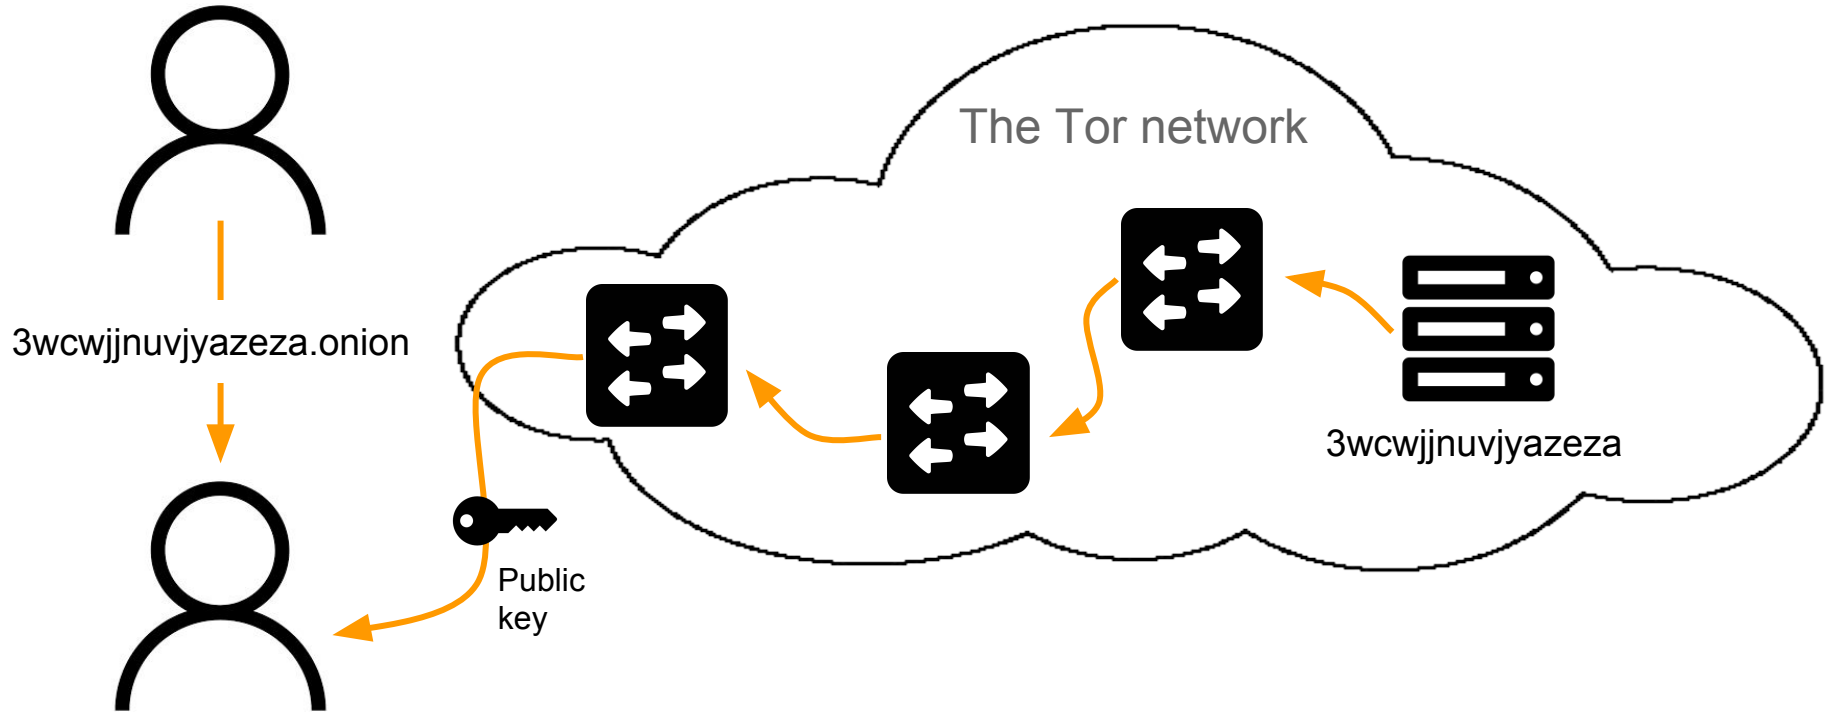 The Tor network
3wcwjjnuvjyazeza.onion
3wcwjjnuvjyazeza
Public
key